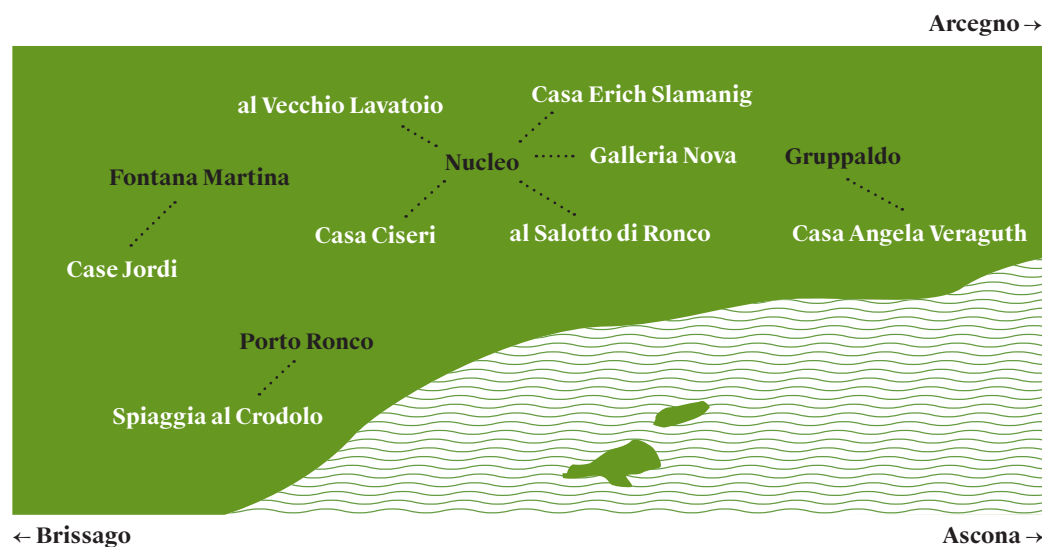 Arcegno →
al Vecchio Lavatoio
Casa Erich Slamanig
Nucleo
Galleria Nova
Gruppaldo
Fontana Martina
Casa Ciseri
al Salotto di Ronco
Casa Angela Veraguth
Case Jordi
Porto Ronco
Spiaggia al Crodolo
← Brissago
Ascona →